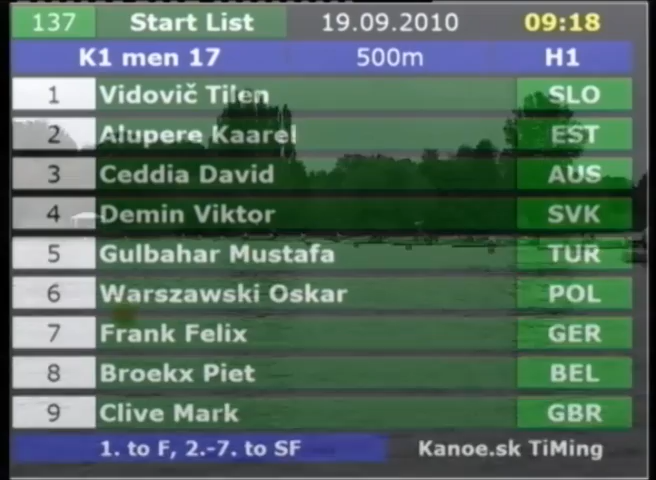 137 Start List 19.09.2010 09:18
K1 men 17 500m H1
1 Vidovič Tilen SLO
2 Alupere Kaarel EST
3 Ceddia David AUS
4 Demin Viktor SVK
5 Gulbahar Mustafa TUR
6 Warszawski Oskar POL
7 Frank Felix GER
8 Broekx Piet BEL
9 Clive Mark GBR
1. to F, 2.-7. to SF Kanoe.sk TiMing